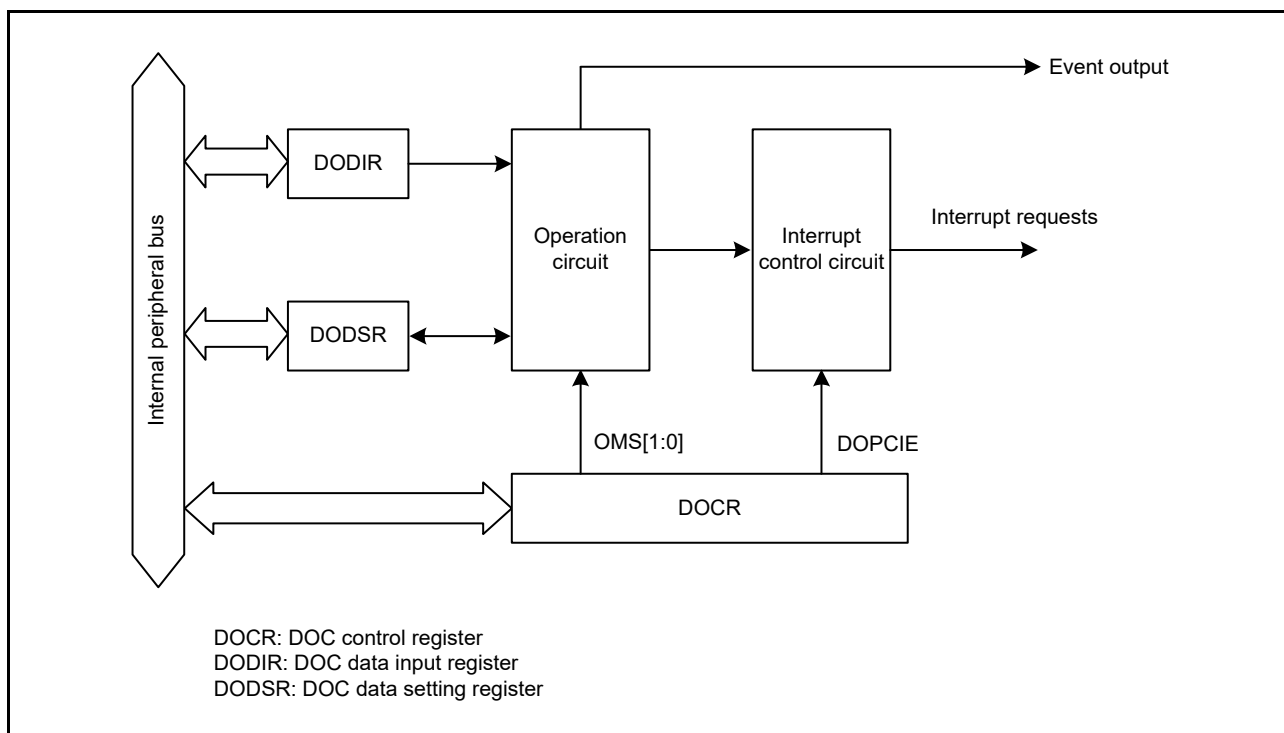 Event output
DODIR
Internal peripheral bus
Operation
circuit
Interrupt
control circuit
Interrupt requests
DODSR
OMS[1:0]
DOPCIE
DOCR
DOCR: DOC control register
DODIR: DOC data input register
DODSR: DOC data setting register